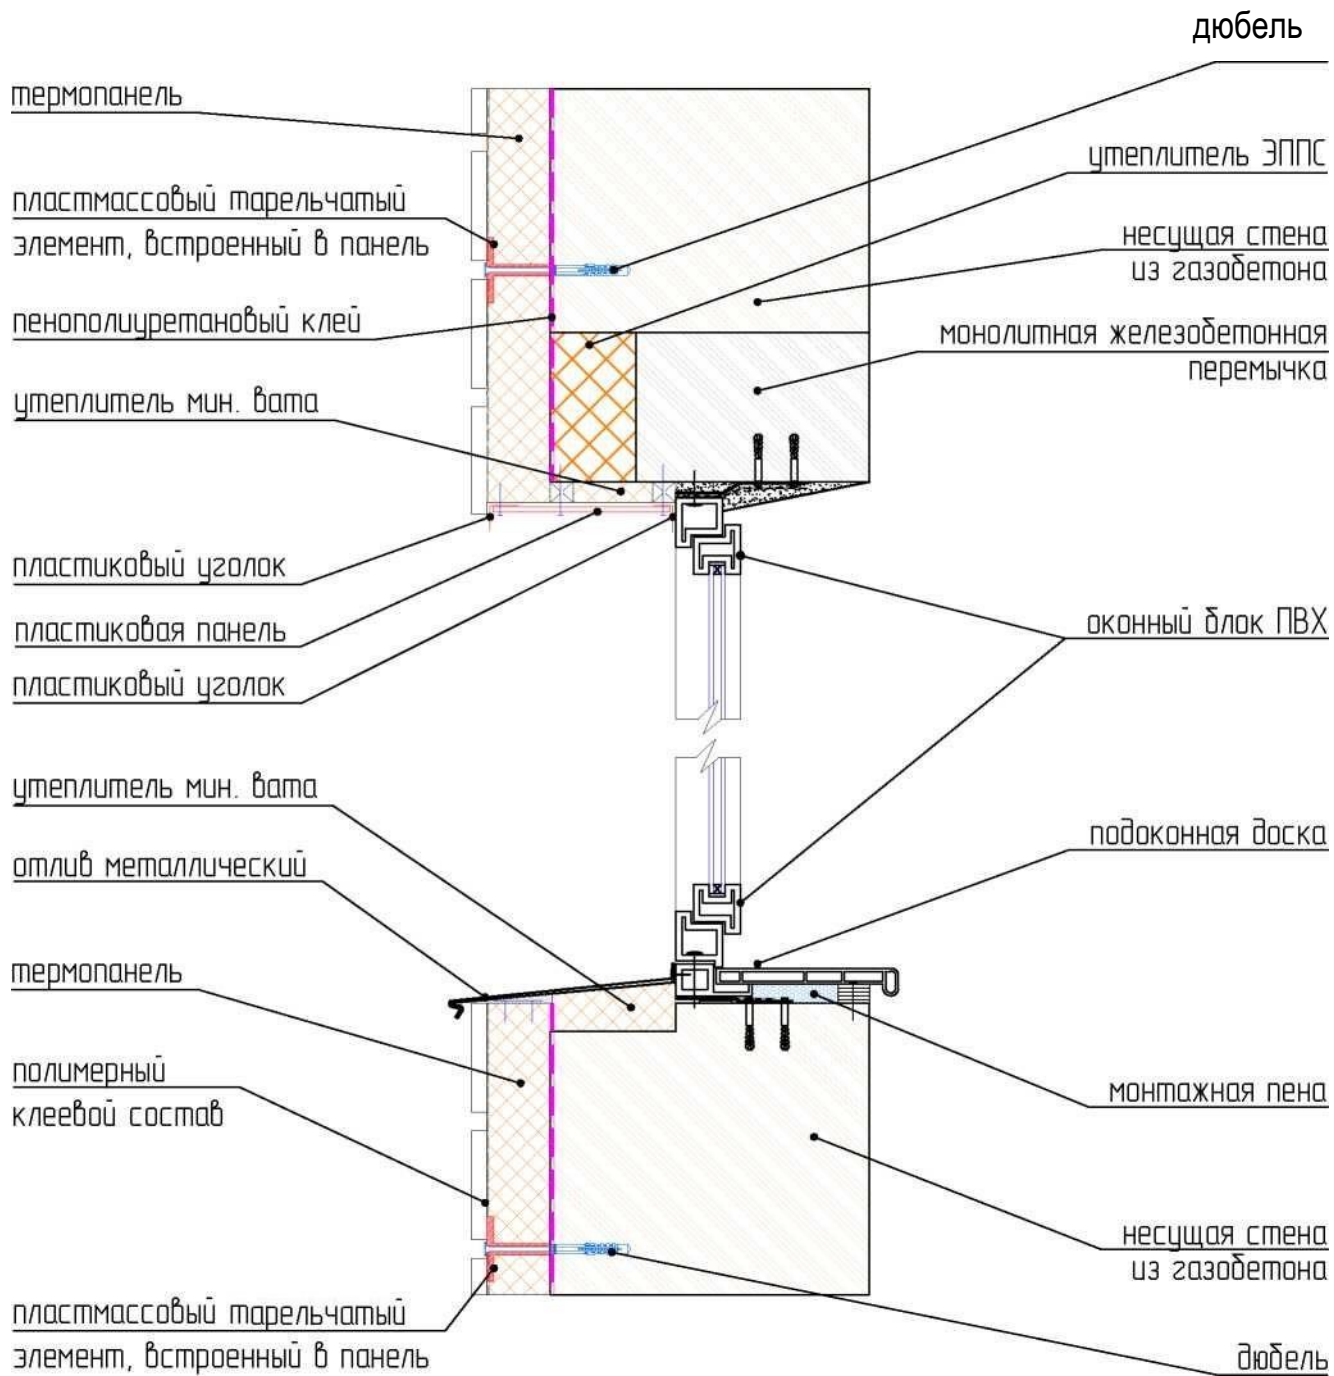 дюбель
термопанель
утеплитель ЭППС
пластмассовый тарельчатый
элемент, встроенный в панель
несущая стена
из газобетона
пенополиуретановый клей
монолитная железобетонная
перемычка
утеплитель мин. вата
пластиковый уголок
пластиковая панель
оконный блок ПВХ
пластиковый уголок
утеплитель мин. вата
подоконная доска
отлив металлический
термопанель
полимерный
клеевой состав
монтажная пена
несущая стена
из газобетона
пластмассовый тарельчатый
элемент, встроенный в панель
дюбель